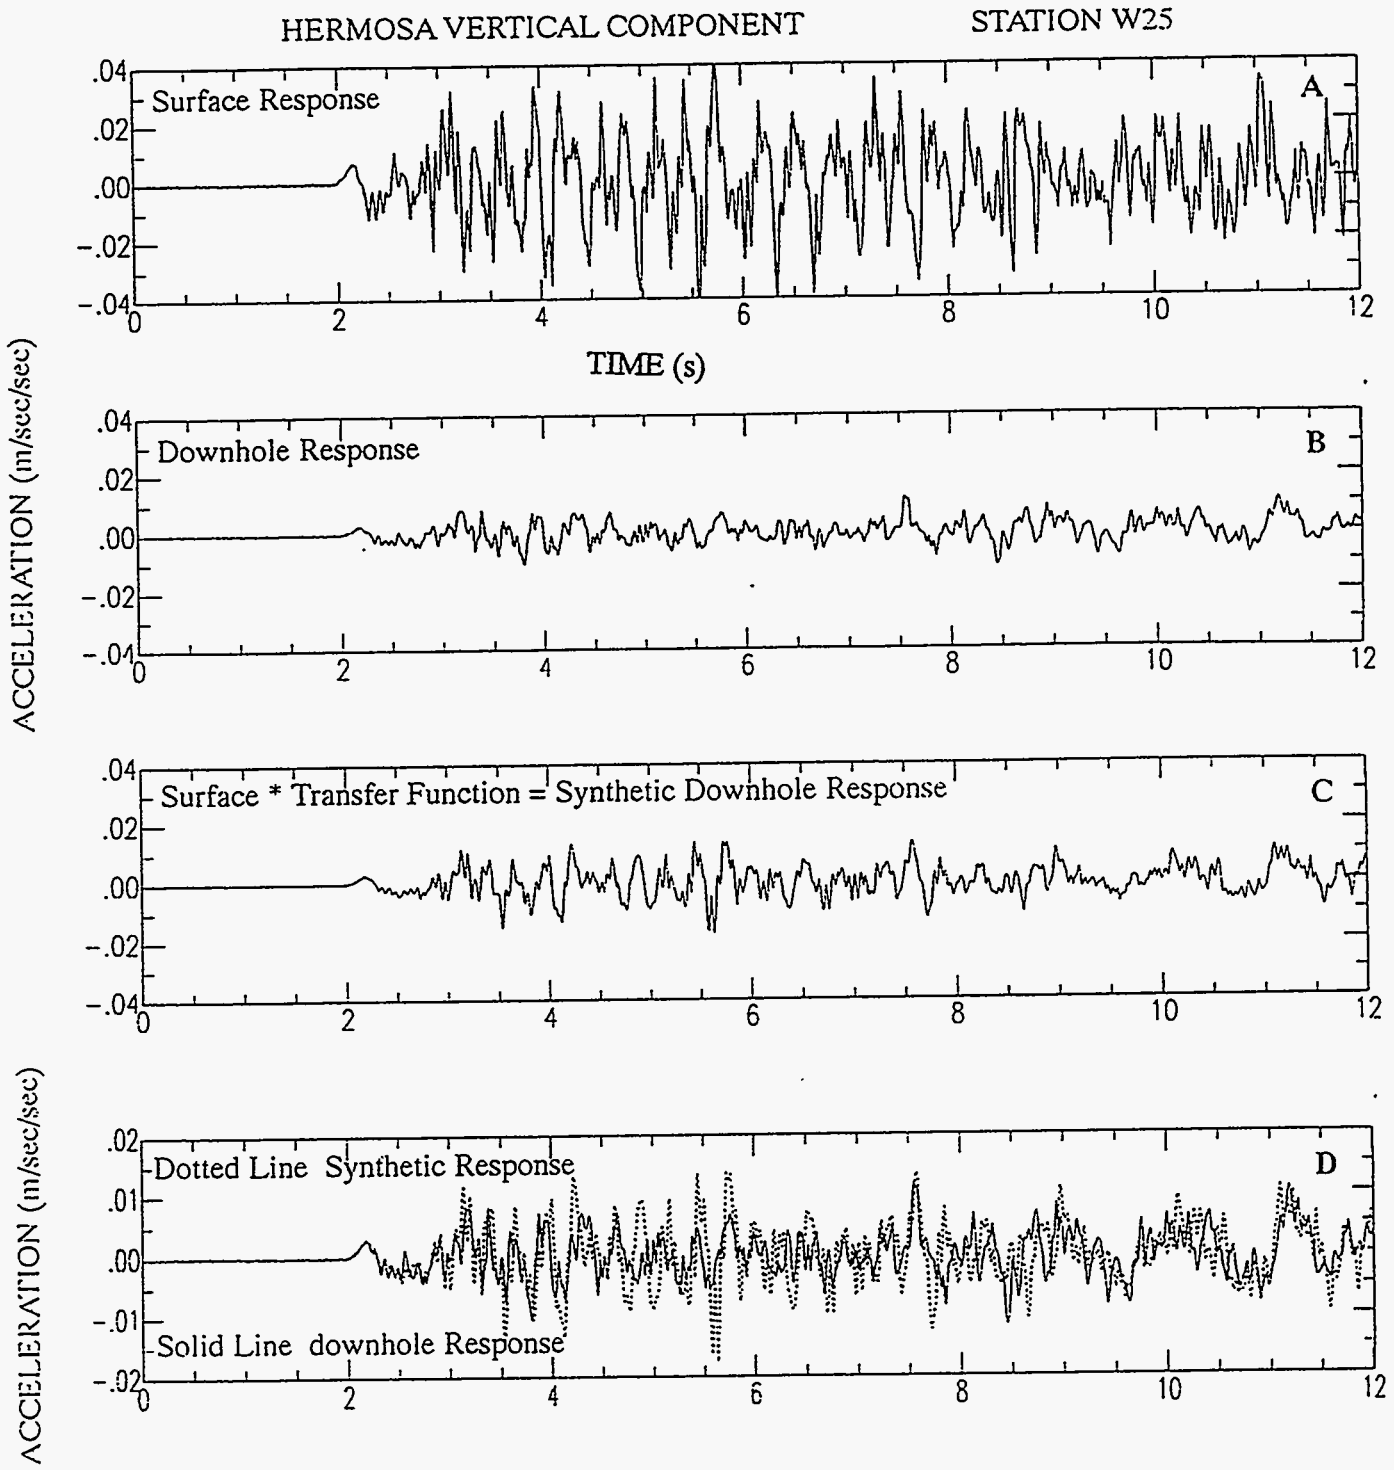 HERMOSA VERTICAL COMPONENT STATION W25
.04
Surface Response A
.02
.00
-.02
-.04
0 2 4 6 8 10 12
TIME (s)
ACCELERATION (m/sec/sec)
.04
Downhole Response B
.02
.00
-.02
-.04
0 2 4 6 8 10 12
.04
Surface * Transfer Function = Synthetic Downhole Response C
.02
.00
-.02
-.04
0 2 4 6 8 10 12
ACCELERATION (m/sec/sec)
.02
Dotted Line Synthetic Response D
.01
.00
-.01
Solid Line downhole Response
-.02
0 2 4 6 8 10 12